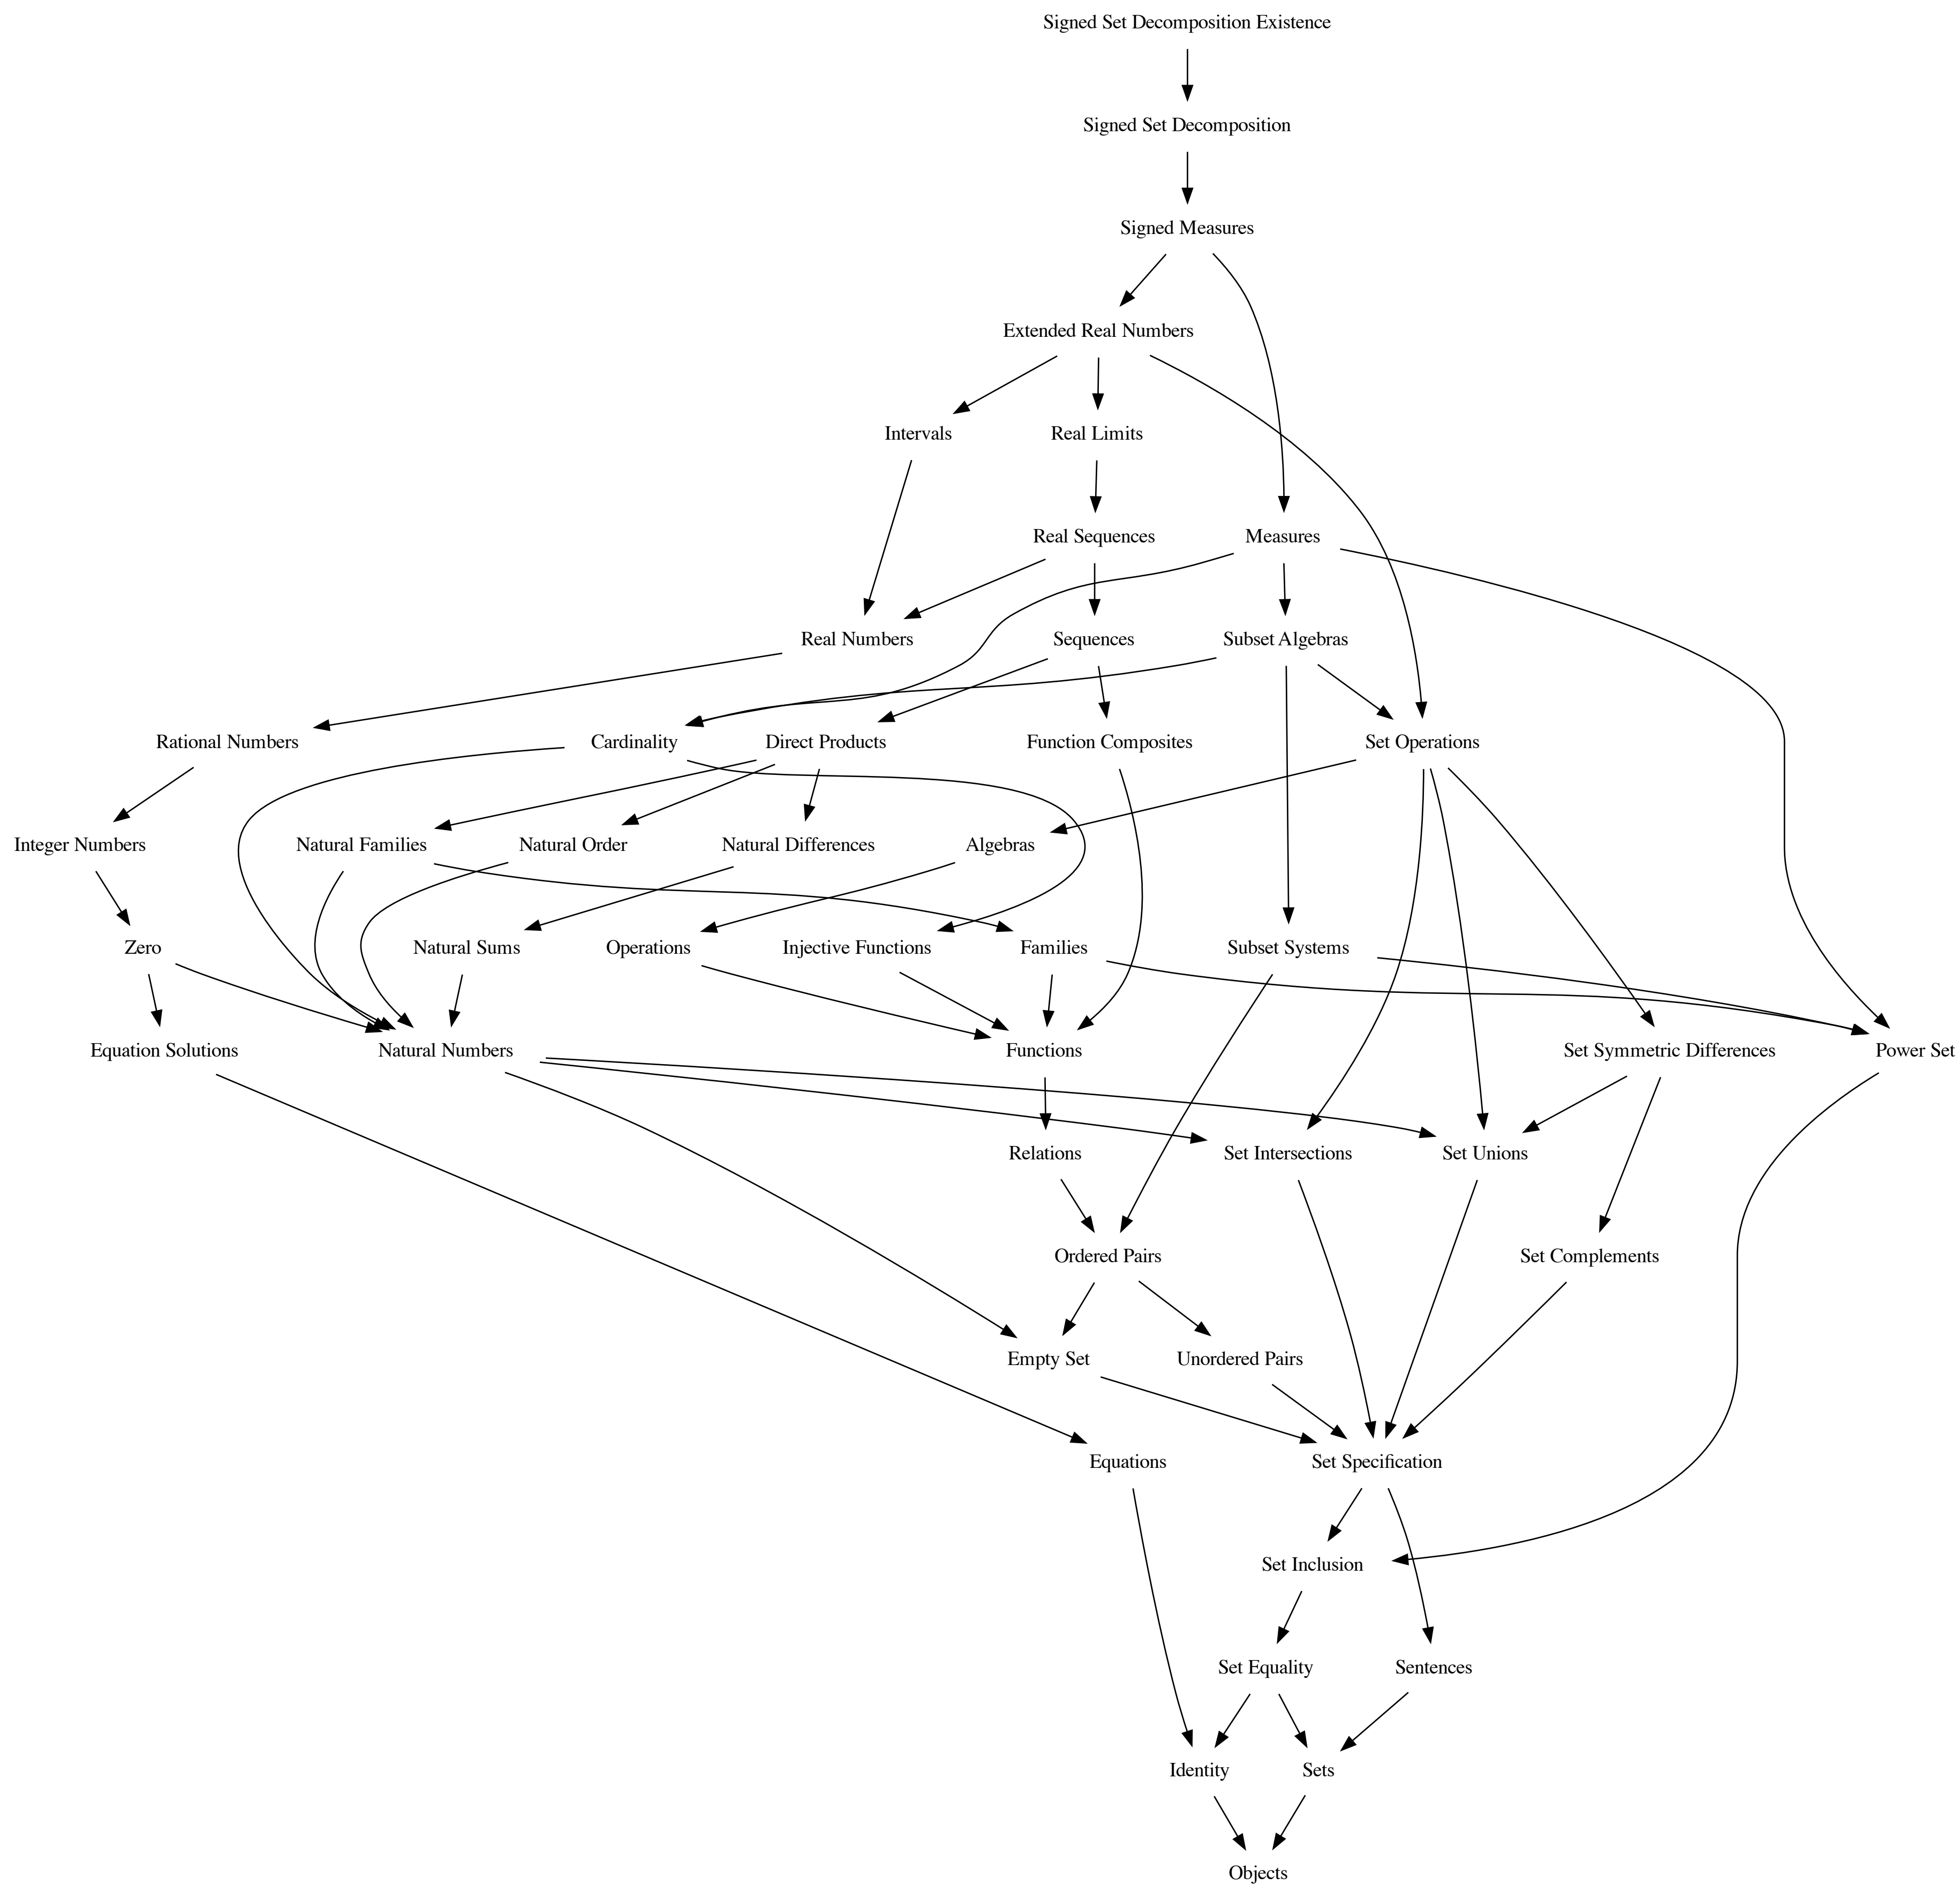 Signed Set Decomposition Existence
Signed Set Decomposition
Signed Measures
Extended Real Numbers
Intervals
Real Limits
Real Sequences
Measures
Real Numbers
Sequences
Subset Algebras
Rational Numbers
Cardinality
Direct Products
Function Composites
Set Operations
Integer Numbers
Natural Families
Natural Order
Natural Differences
Algebras
Zero
Natural Sums
Operations
Injective Functions
Families
Subset Systems
Equation Solutions
Natural Numbers
Functions
Set Symmetric Differences
Power Set
Relations
Set Intersections
Set Unions
Ordered Pairs
Set Complements
Empty Set
Unordered Pairs
Equations
Set Specification
Set Inclusion
Set Equality
Sentences
Identity
Sets
Objects